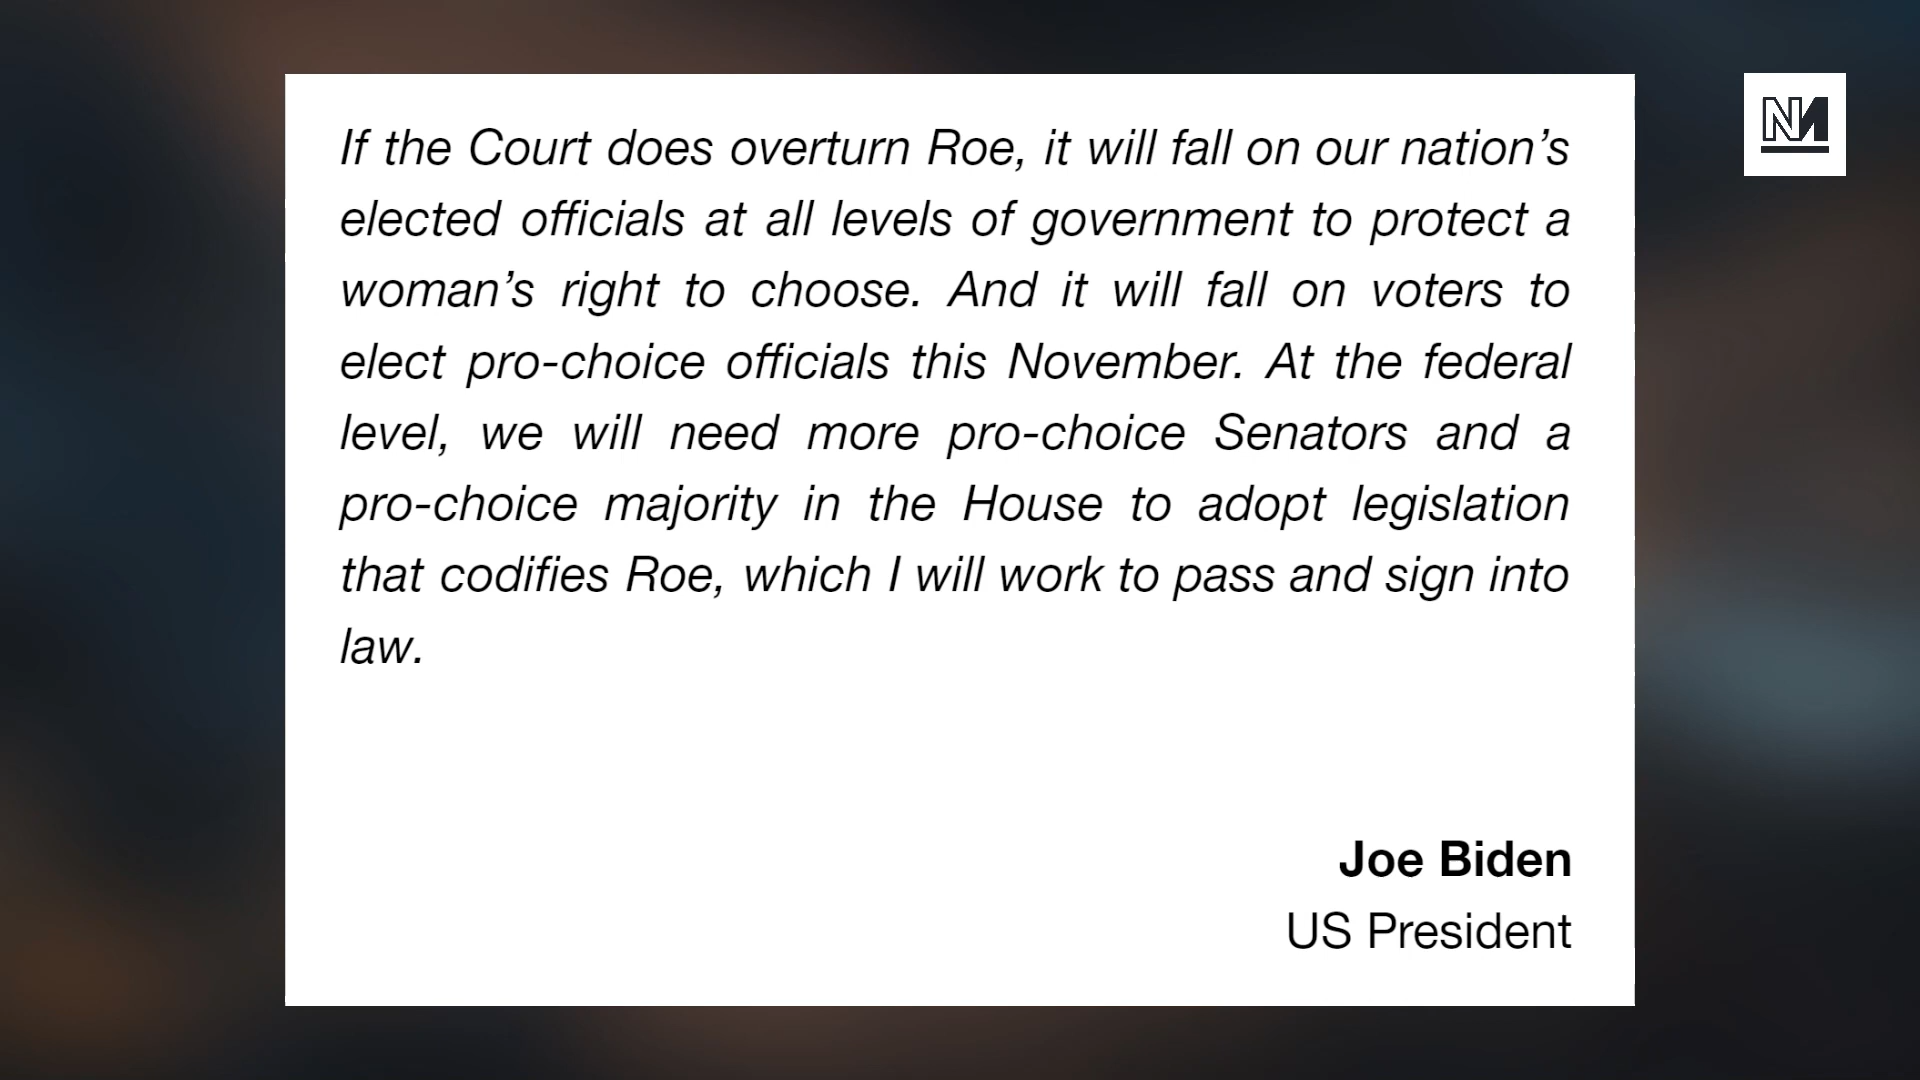 If the Court does overturn Roe, it will fall on our nation’s
elected officials at all levels of government to protect a
woman’s right to choose. And it will fall on voters to
elect pro-choice officials this November. At the federal
level, we will need more pro-choice Senators and a
pro-choice majority in the House to adopt legislation
that codifies Roe, which I will work to pass and sign into
law.
Joe Biden
US President
NM